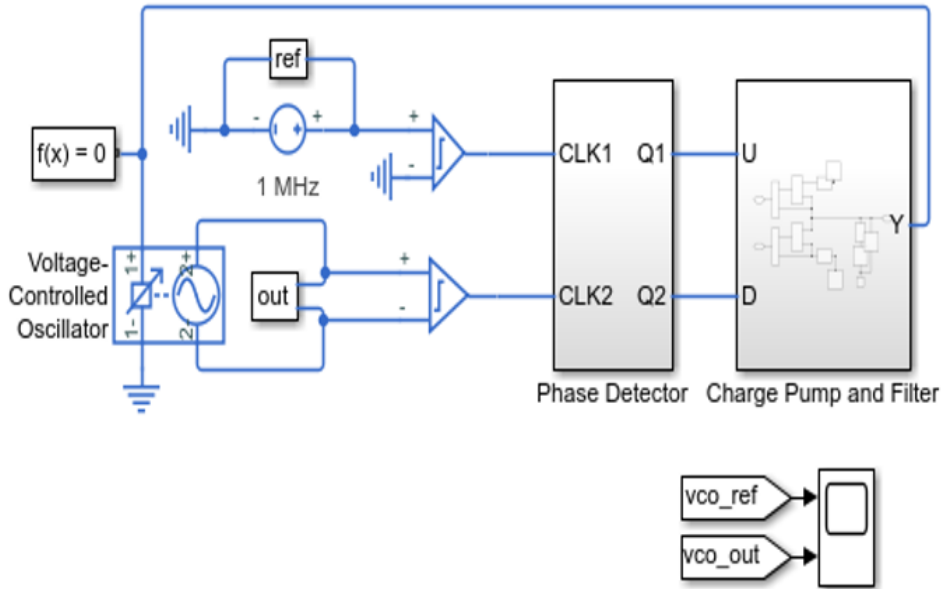 ref
f(x) = 0
-
+
+
-
1 MHz
CLK1
Q1
U
Y
Voltage-
Controlled
Oscillator
1+
1-
2+
2-
out
+
-
CLK2
Q2
D
Phase Detector
Charge Pump and Filter
vco_ref
vco_out